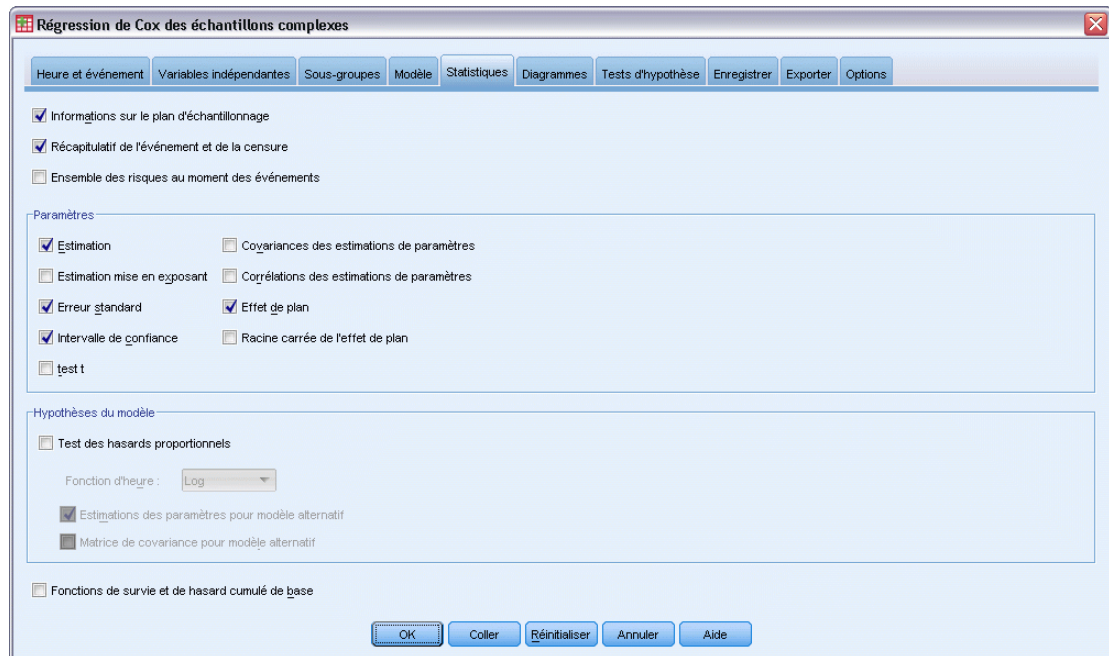 Régression de Cox des échantillons complexes
Heure et événement Variables indépendantes Sous-groupes Modèle Statistiques Diagrammes Tests d'hypothèse Enregistrer Exporter Options
Informations sur le plan d'échantillonnage
Récapitulatif de l'événement et de la censure
Ensemble des risques au moment des événements
Paramètres
Estimation Covariances des estimations de paramètres
Estimation mise en exposant Corrélations des estimations de paramètres
Erreur standard Effet de plan
Intervalle de confiance Racine carrée de l'effet de plan
test t
Hypothèses du modèle
Test des hasards proportionnels
Fonction d'heure : Log
Estimations des paramètres pour modèle alternatif
Matrice de covariance pour modèle alternatif
Fonctions de survie et de hasard cumulé de base
OK Coller Réinitialiser Annuler Aide